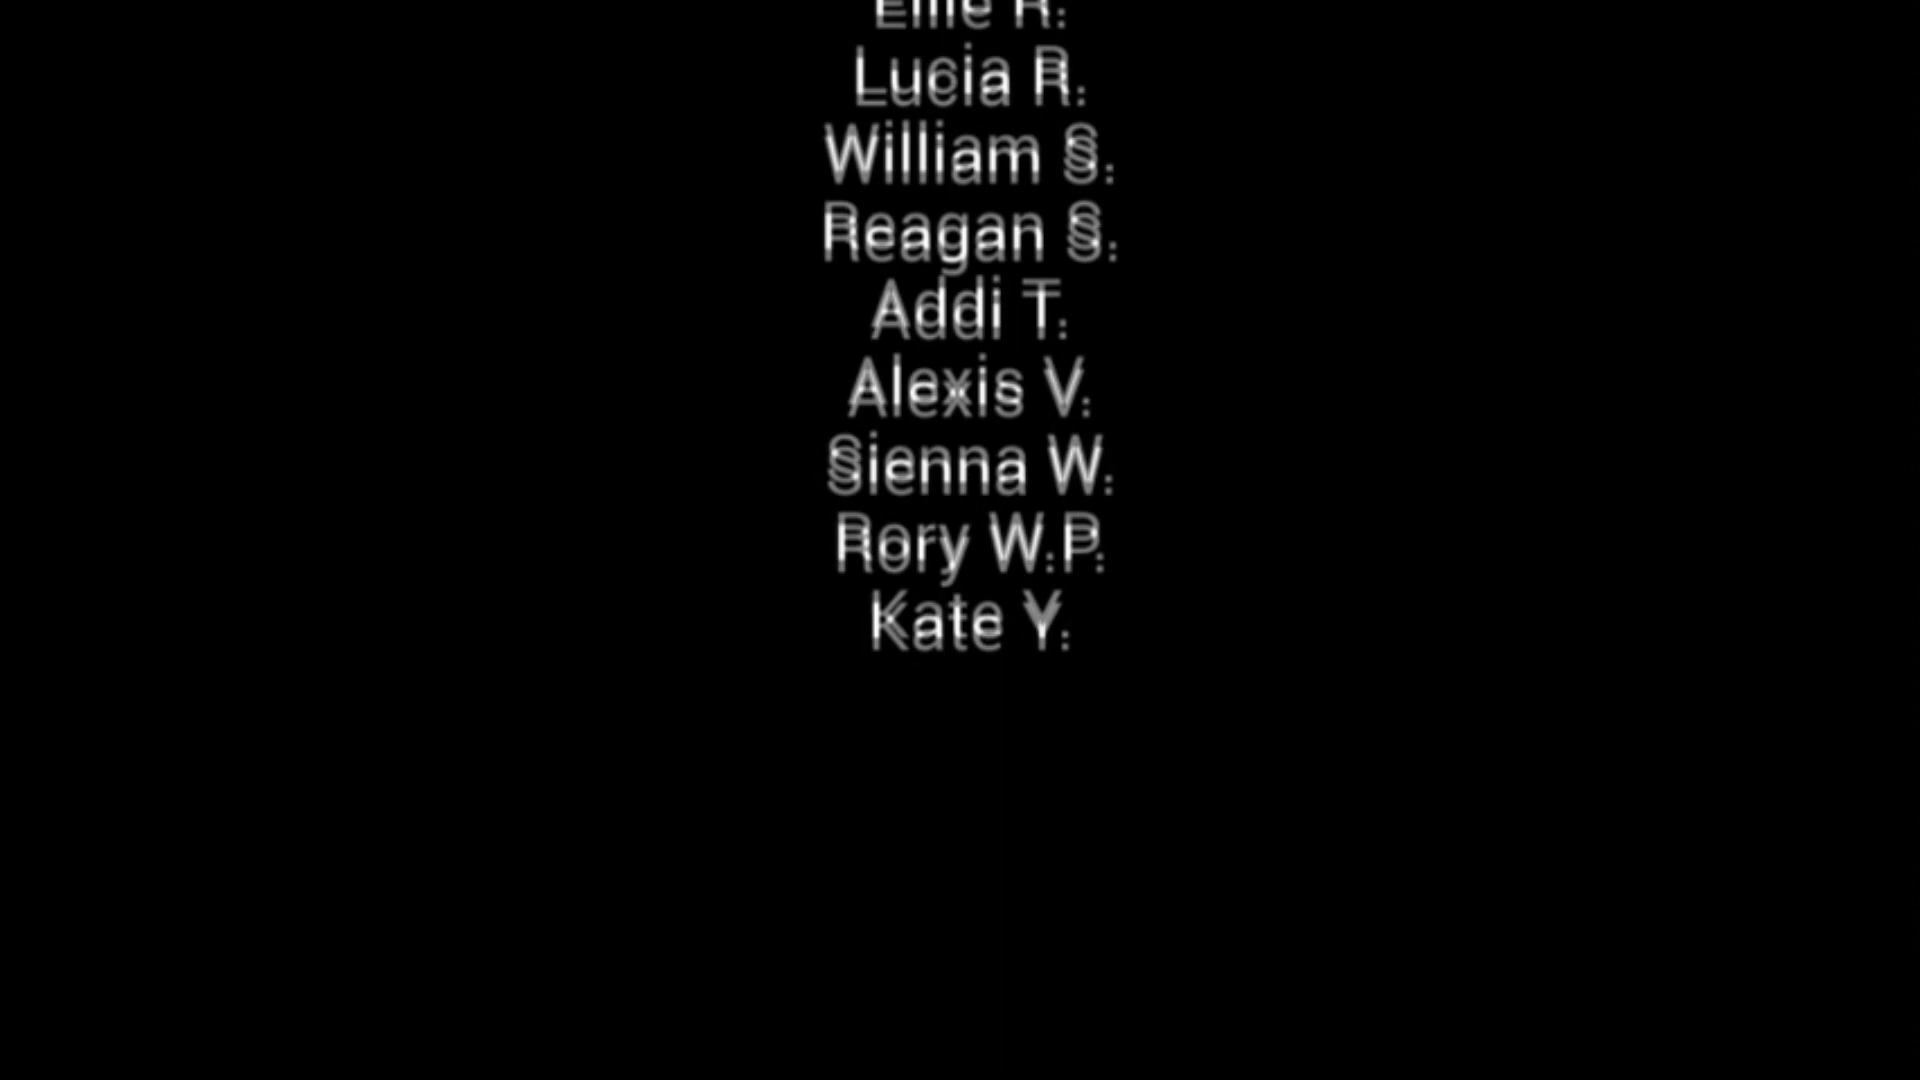 Lucia R.
William S.
Reagan S.
Addi T.
Alexis V.
Sienna W.
Rory W.P.
Kate Y.